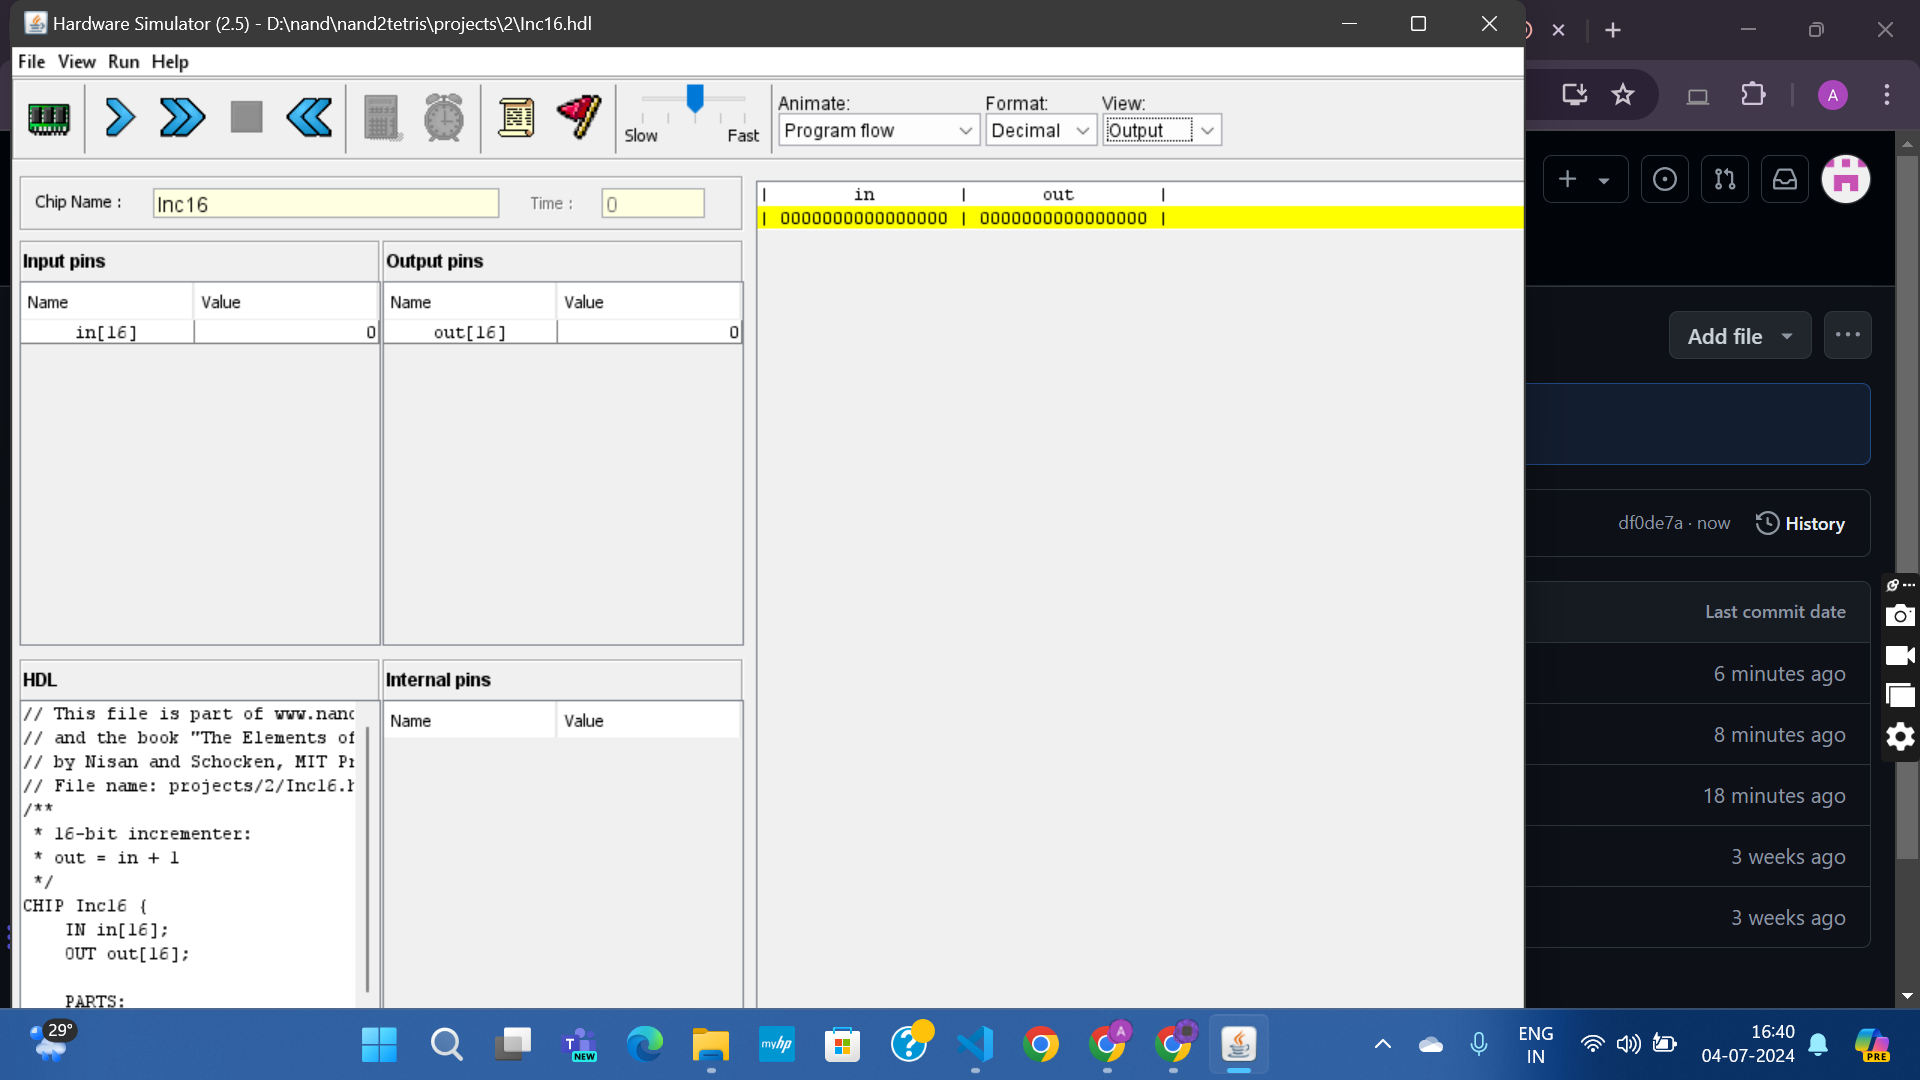 Hardware Simulator (2.5) - D:\nand\nand2tetris\projects\2\Inc16.hdl
File View Run Help
Slow Fast
Animate: Format: View:
Program flow Decimal Output
Chip Name : Inc16 Time : 0
| in | out |
| 0000000000000000 | 0000000000000000 |
Input pins Output pins
Name Value Name Value
in[16] 0 out[16] 0
HDL Internal pins
Name Value
// This file is part of www.nand
// and the book "The Elements of
// by Nisan and Schocken, MIT Pr
// File name: projects/2/Inc16.h
/**
* 16-bit incrementer:
* out = in + 1
*/
CHIP Inc16 {
IN in[16];
OUT out[16];
PARTS:
A
Add file
df0de7a · now History
Last commit date
6 minutes ago
8 minutes ago
18 minutes ago
3 weeks ago
3 weeks ago
29°
T NEW
myhp
A
ENG
IN
16:40
04-07-2024
PRE